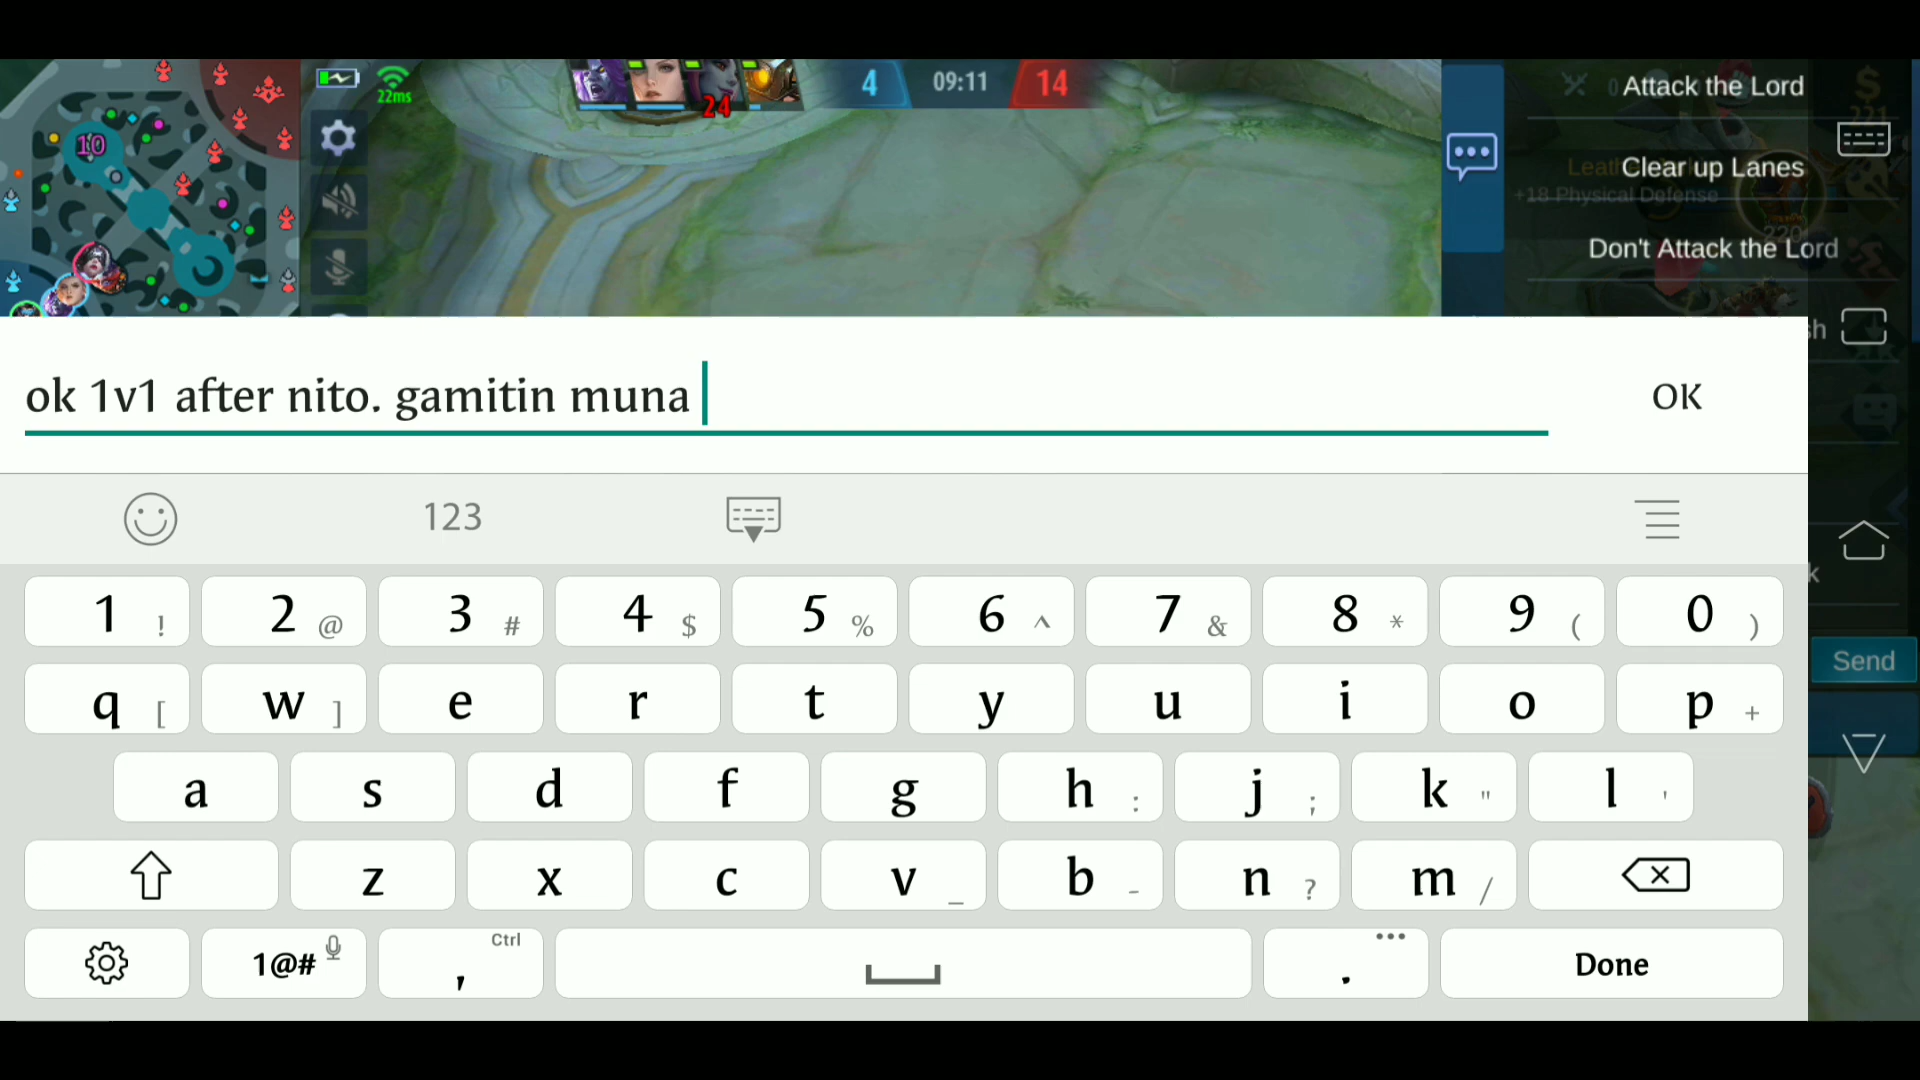 10
22ms
24
4 09:11 14
Attack the Lord
221
Clear up Lanes
+18 Physical Defense
220
Don't Attack the Lord
ok 1v1 after nito. gamitin muna
OK
123
1 ! 2 @ 3 # 4 $ 5 % 6 ^ 7 & 8 * 9 ( 0 )
q [ w ] e r t y u i o p +
Send
a s d f g h : j ; k " l '
z x c v _ b - n ? m /
1@# , Ctrl . ... Done